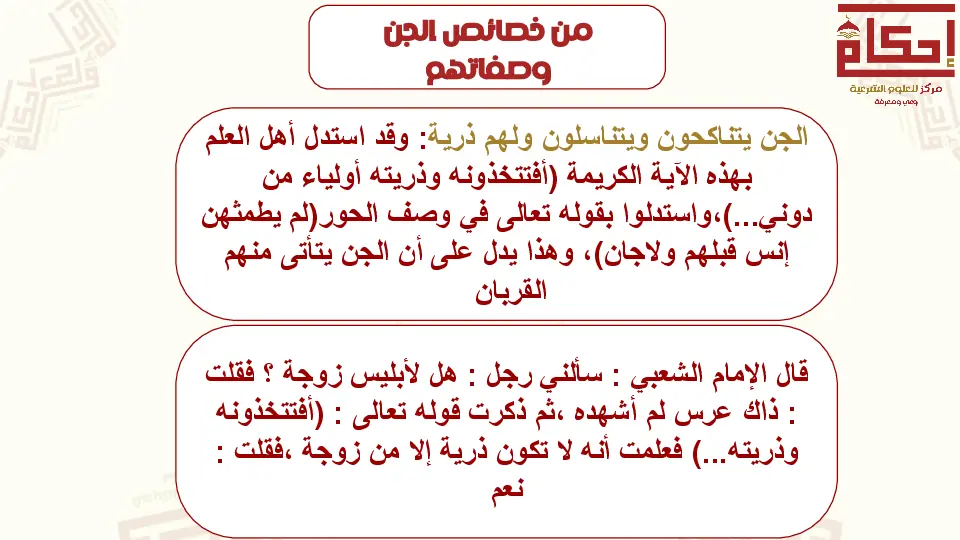 من خصائص الجن
وصفاتهم
إحكام
مركز للعلوم الشرعية
وعي ومعرفة
الجن يتناكحون ويتناسلون ولهم ذرية: وقد استدل أهل العلم
بهذه الآية الكريمة (أفتتخذونه وذريته أولياء من
دوني...)،واستدلوا بقوله تعالى في وصف الحور(لم يطمثهن
إنس قبلهم ولاجان)، وهذا يدل على أن الجن يتأتى منهم
القربان
قال الإمام الشعبي : سألني رجل : هل لأبليس زوجة ؟ فقلت
: ذاك عرس لم أشهده ،ثم ذكرت قوله تعالى : (أفتتخذونه
وذريته...) فعلمت أنه لا تكون ذرية إلا من زوجة ،فقلت :
نعم